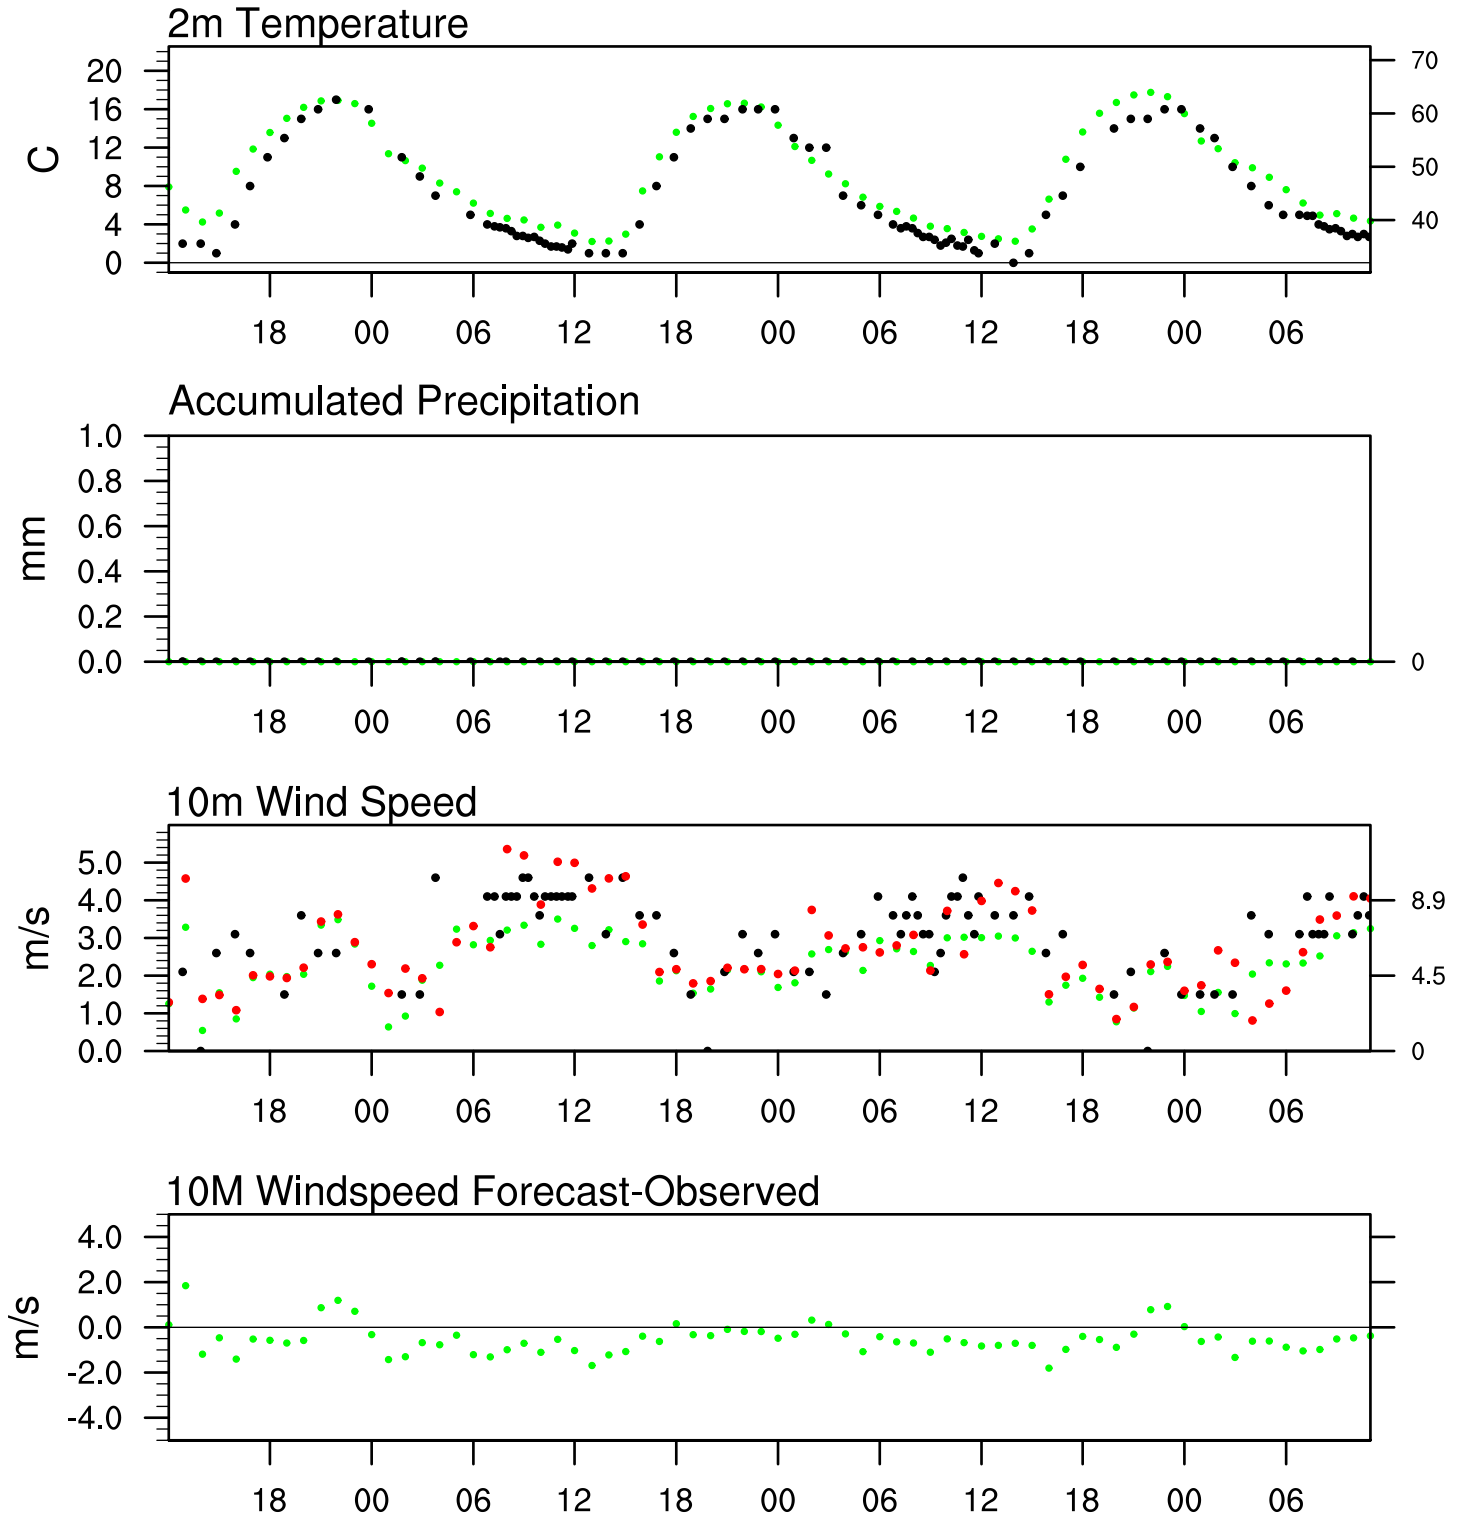 2m Temperature
20
16
12
8
4
0
C
70
60
50
40
18 00 06 12 18 00 06 12 18 00 06
Accumulated Precipitation
1.0
0.8
0.6
0.4
0.2
0.0
mm
0
18 00 06 12 18 00 06 12 18 00 06
10m Wind Speed
5.0
4.0
3.0
2.0
1.0
0.0
m/s
8.9
4.5
0
18 00 06 12 18 00 06 12 18 00 06
10M Windspeed Forecast-Observed
4.0
2.0
0.0
-2.0
-4.0
m/s
18 00 06 12 18 00 06 12 18 00 06